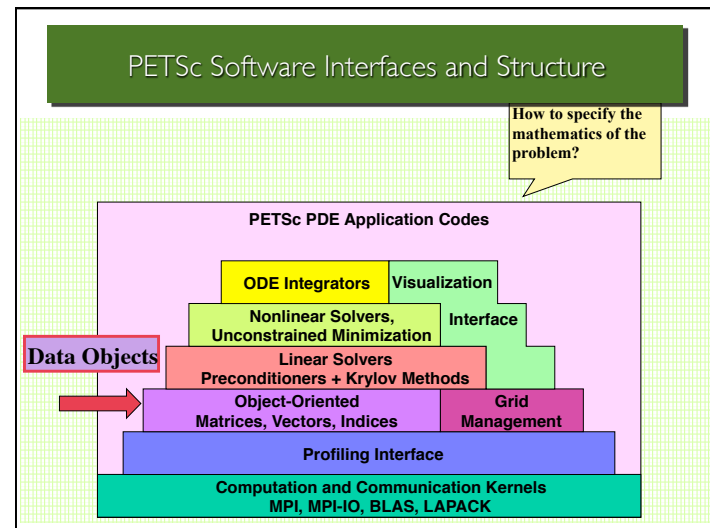 PETSc Software Interfaces and Structure
How to specify the
mathematics of the
problem?
PETSc PDE Application Codes
ODE Integrators
Visualization
Nonlinear Solvers,
Unconstrained Minimization
Interface
Data Objects
Linear Solvers
Preconditioners + Krylov Methods
Object-Oriented
Matrices, Vectors, Indices
Grid
Management
Profiling Interface
Computation and Communication Kernels
MPI, MPI-IO, BLAS, LAPACK